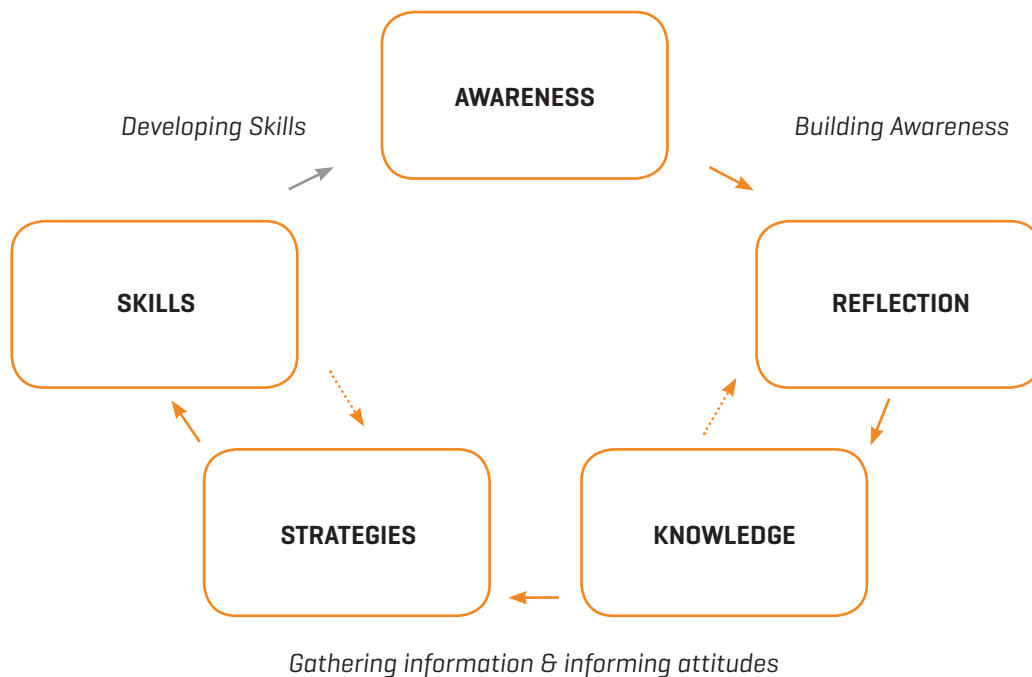 AWARENESS
Developing Skills
Building Awareness
SKILLS
REFLECTION
STRATEGIES
KNOWLEDGE
Gathering information & informing attitudes